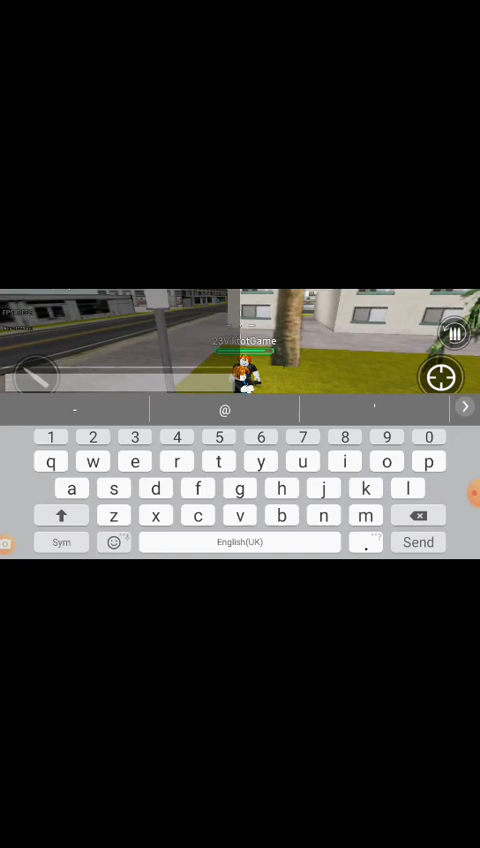 23ViktotGame
- @ '
1 2 3 4 5 6 7 8 9 0
q w e r t y u i o p
a s d f g h j k l
z x c v b n m
Sym English(UK) . Send